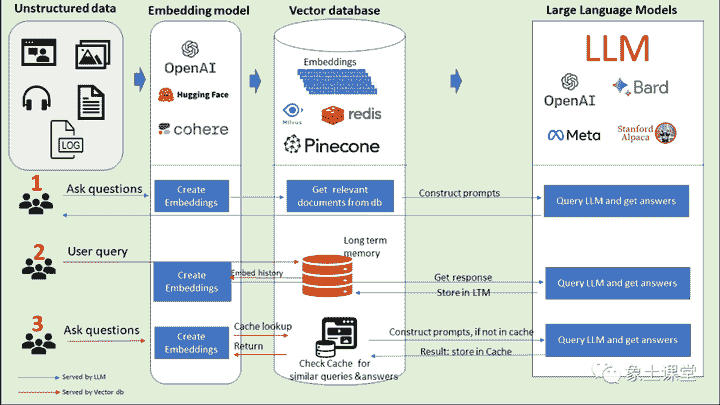 Unstructured data
Embedding model
Vector database
Large Language Models
LOG
OpenAI
Hugging Face
cohere
Embeddings
Milvus
redis
Pinecone
LLM
OpenAI
Bard
Meta
Stanford
Alpaca
1
Ask questions
Create
Embeddings
Get relevant
documents from db
Construct prompts
Query LLM and get answers
2
User query
Long term
memory
Create
Embeddings
Embed history
Get response
Store in LTM
Query LLM and get answers
3
Ask questions
Create
Embeddings
Cache lookup
Return
Check Cache for
similar queries & answers
Construct prompts, if not in cache
Result: store in Cache
Query LLM and get answers
Served by LLM
Served by Vector db
象士课堂